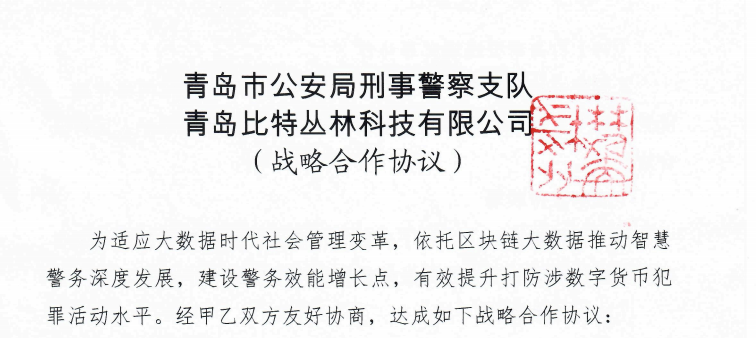 青岛市公安局刑事警察支队
青岛比特丛林科技有限公司
（战略合作协议）
为适应大数据时代社会管理变革，依托区块链大数据推动智慧
警务深度发展，建设警务效能增长点，有效提升打防涉数字货币犯
罪活动水平。经甲乙双方友好协商，达成如下战略合作协议：